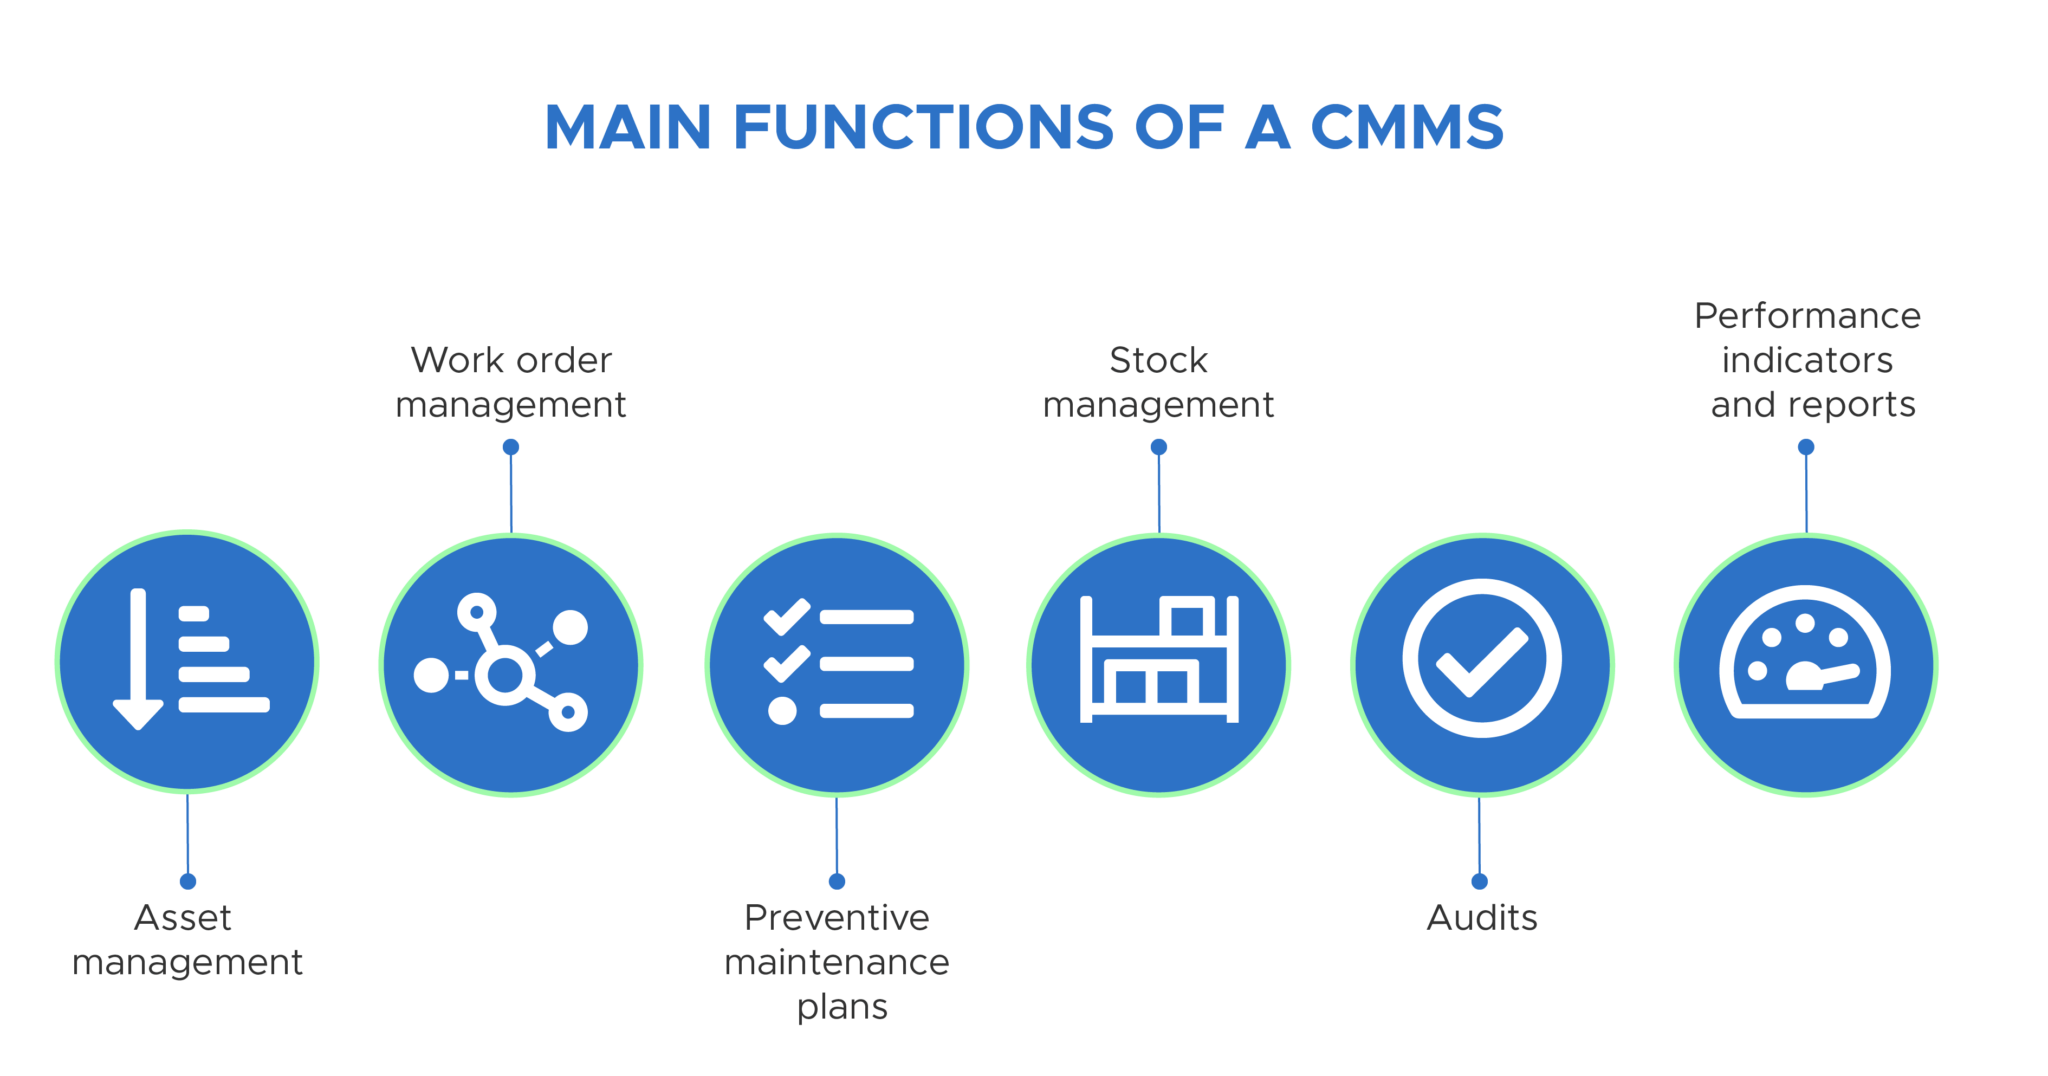 MAIN FUNCTIONS OF A CMMS
Asset
management
Work order
management
Preventive
maintenance
plans
Stock
management
Audits
Performance
indicators
and reports